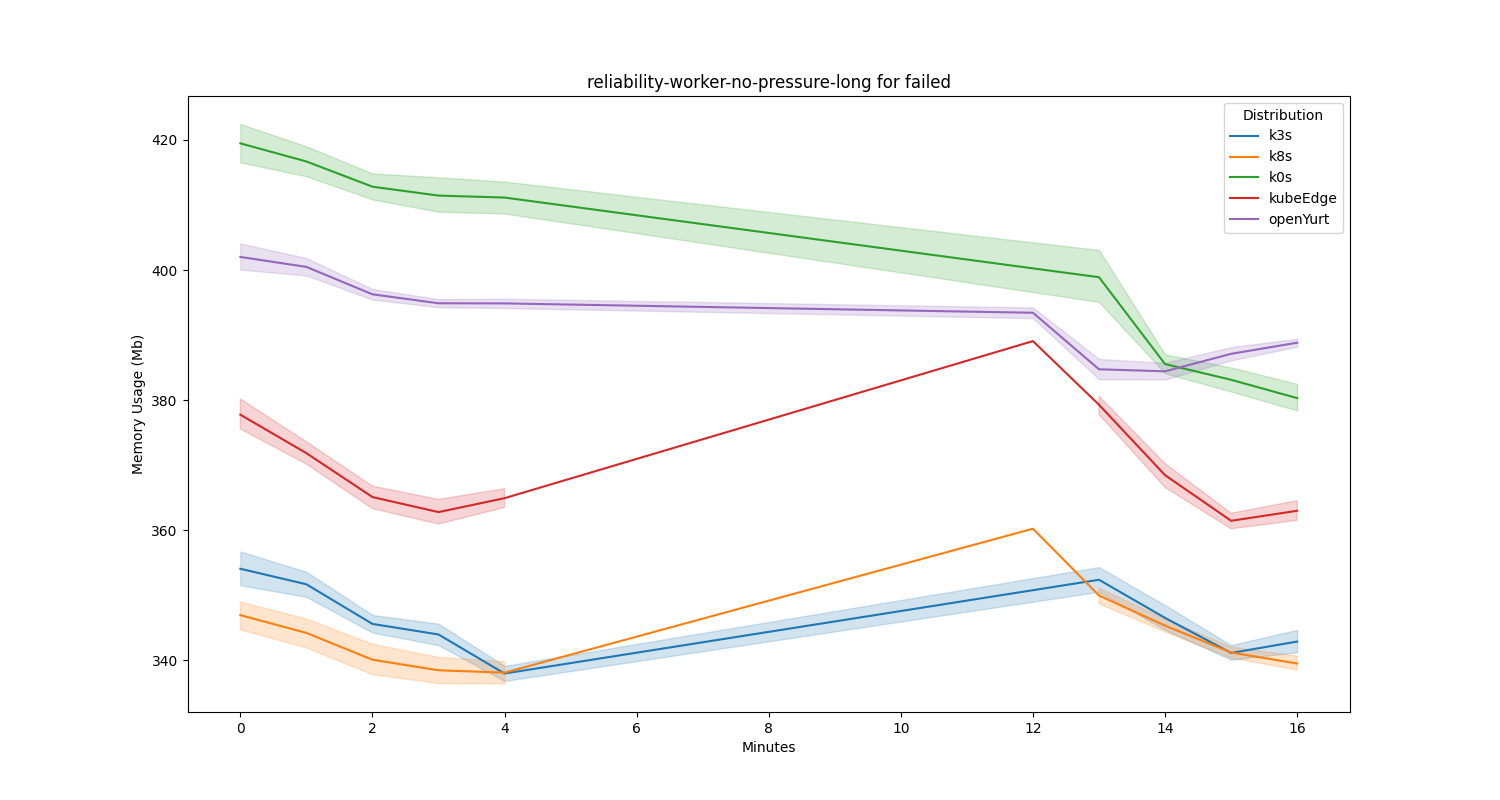 reliability-worker-no-pressure-long for failed
Distribution
k3s
k8s
k0s
kubeEdge
openYurt
Memory Usage (Mb)
420
400
380
360
340
0 2 4 6 8 10 12 14 16
Minutes